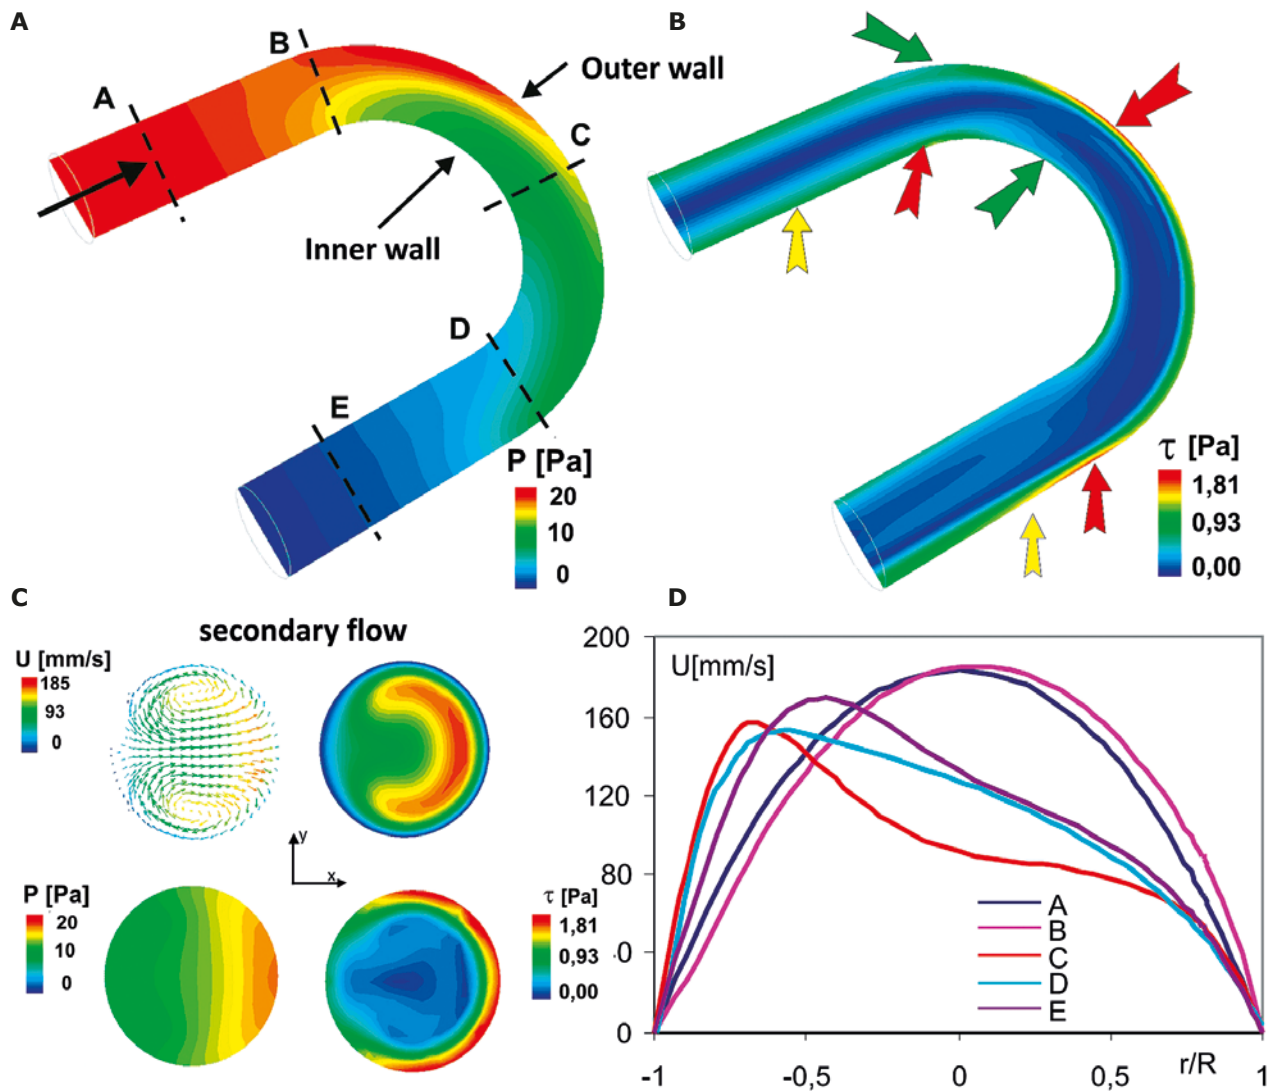 A
B
A
B
Outer wall
C
Inner wall
D
E
P [Pa]
20
10
0
τ [Pa]
1,81
0,93
0,00
C
secondary flow
U [mm/s]
185
93
0
y
x
P [Pa]
20
10
0
τ [Pa]
1,81
0,93
0,00
D
U[mm/s]
200
160
120
80
0
0
A
B
C
D
E
-1
-0,5
0
0,5
1
r/R